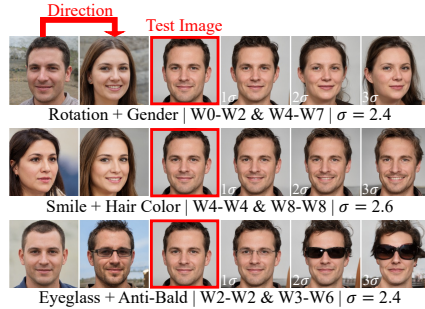 Direction
Test Image
1σ 2σ 3σ
Rotation + Gender | W0-W2 & W4-W7 | σ = 2.4
1σ 2σ 3σ
Smile + Hair Color | W4-W4 & W8-W8 | σ = 2.6
1σ 2σ 3σ
Eyeglass + Anti-Bald | W2-W2 & W3-W6 | σ = 2.4